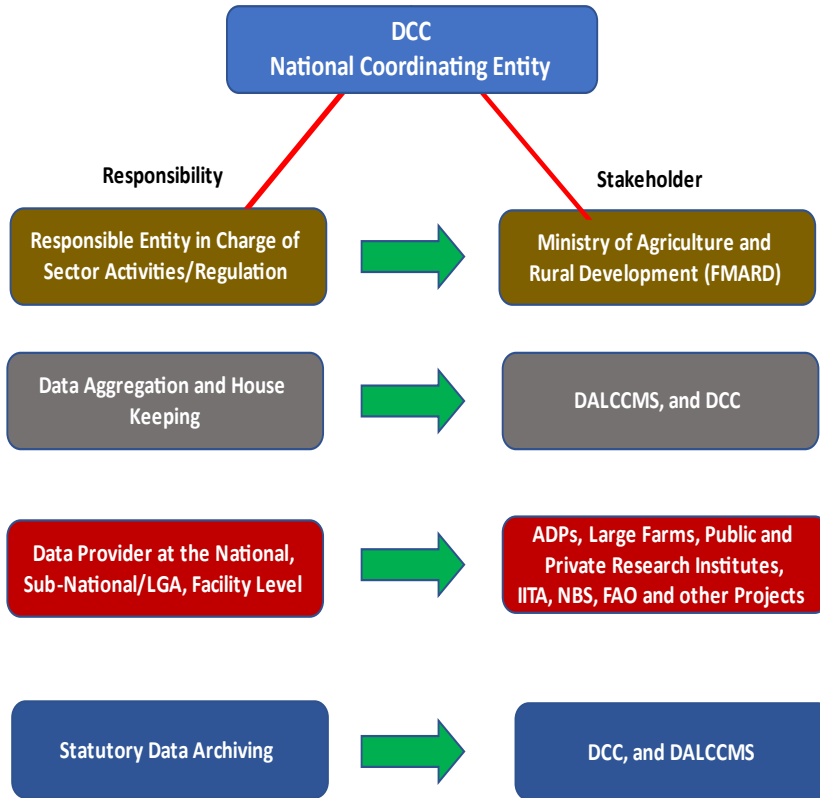 DCC
National Coordinating Entity
Responsibility
Stakeholder
Responsible Entity in Charge of
Sector Activities/Regulation
Ministry of Agriculture and
Rural Development (FMARD)
Data Aggregation and House
Keeping
DALCCMS, and DCC
Data Provider at the National,
Sub-National/LGA, Facility Level
ADPs, Large Farms, Public and
Private Research Institutes,
IITA, NBS, FAO and other Projects
Statutory Data Archiving
DCC, and DALCCMS